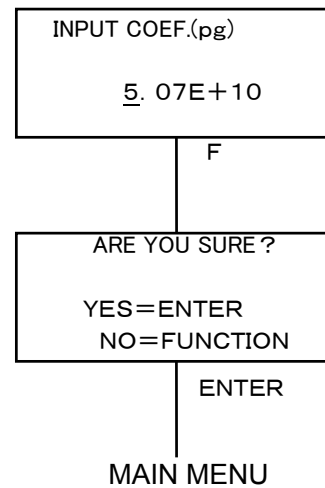 INPUT COEF.(pg)
5. 07E+10
F
ARE YOU SURE?
YES=ENTER
NO=FUNCTION
ENTER
MAIN MENU